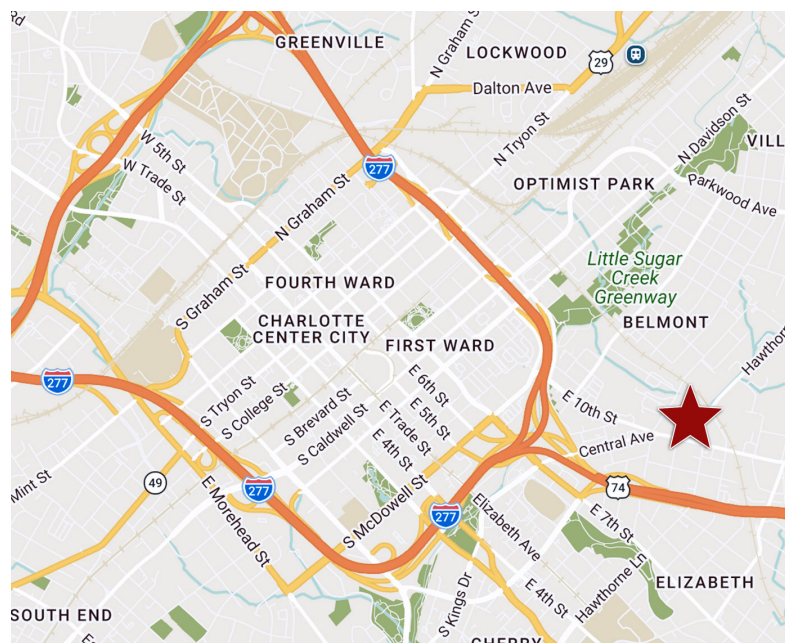 Rd
GREENVILLE
N Graham St
LOCKWOOD
29
Dalton Ave
N Tryon St
N Davidson St
VILL
W 5th St
W Trade St
277
OPTIMIST PARK
Parkwood Ave
N Graham St
Little Sugar
Creek
Greenway
FOURTH WARD
S Graham St
CHARLOTTE
CENTER CITY
FIRST WARD
BELMONT
Hawthorne
277
E 6th St
S Tryon St
S College St
S Brevard St
S Caldwell St
E 5th St
E Trade St
E 4th St
E 10th St
Central Ave
Mint St
49
277
74
E Morehead St
S McDowell St
277
Elizabeth Ave
E 7th St
Hawthorne Ln
ELIZABETH
E 4th St
S Kings Dr
SOUTH END
CHERRY